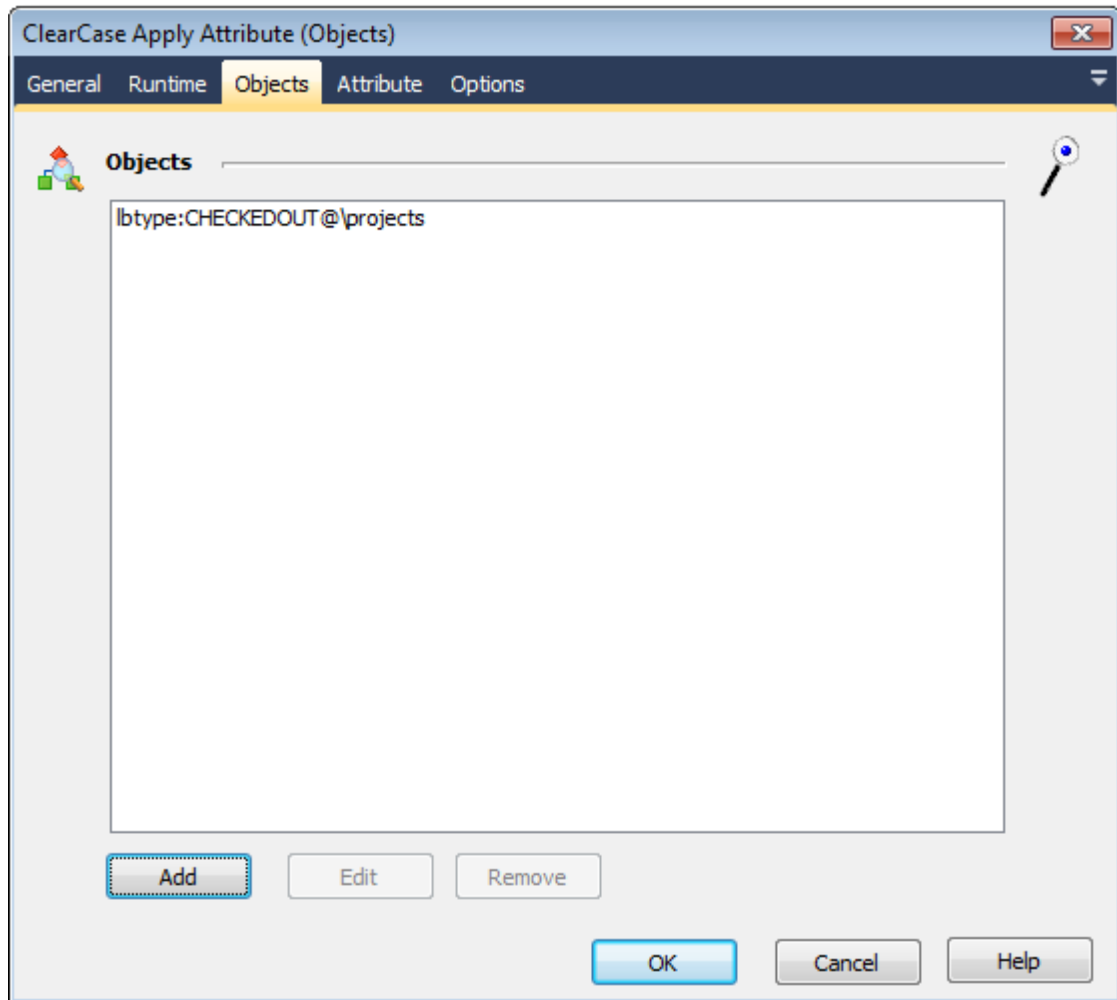 ClearCase Apply Attribute (Objects)
General Runtime Objects Attribute Options
Objects
lbtype:CHECKEDOUT@\projects
Add Edit Remove
OK Cancel Help